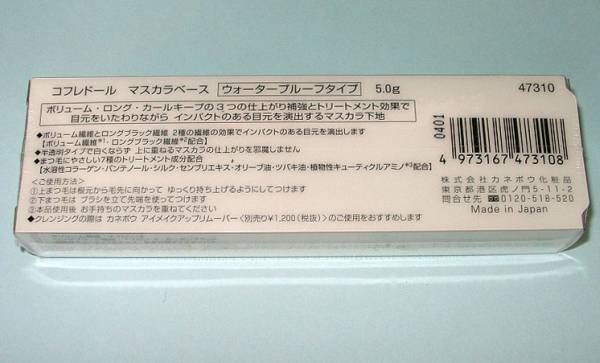 コフレドール マスカラベース ウォータープルーフタイプ 5.0g 47310
ボリューム・ロング・カールキープの3つの仕上がり補強とトリートメント効果で
目元をいたわりながら インパクトのある目元を演出するマスカラ下地
◆ボリューム繊維とロングブラック繊維 2種の繊維の効果でインパクトのある目元を演出します
【ボリューム繊維※1・ロングブラック繊維※2配合】
◆半透明タイプで白くならず 上に重ねるマスカラの仕上がりを邪魔しません
◆まつ毛にやさしい7種のトリートメント成分配合
【水溶性コラーゲン・パンテノール・シルク・センブリエキス・オリーブ油・ツバキ油・植物性キューティクルアミノ※3配合】
<ご使用方法>
①上まつ毛は根元から毛先に向かって ゆっくり持ち上げるようにしてつけます
②下まつ毛は ブラシを立て先端を使ってつけます
③本品使用後 お手持ちのマスカラを重ねてください
◆クレンジングの際は カネボウ アイメイクアップリムーバー<別売り¥1,200(税抜)>のご使用をおすすめします
0401
4 973167 473108
株式会社カネボウ化粧品
東京都港区虎ノ門5-11-2
問合せ先 0120-518-520
Made in Japan